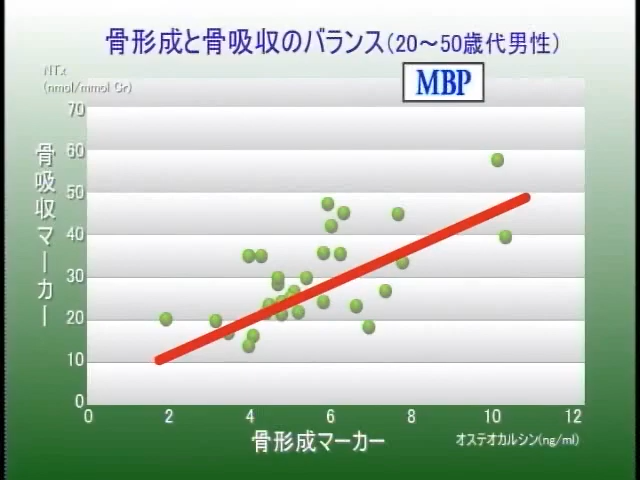 骨形成と骨吸収のバランス(20～50歳代男性)
NTx
(nmol/mmol Cr)
MBP
70
60
50
40
30
20
10
0
骨吸収マーカー
0 2 4 6 8 10 12
骨形成マーカー
オステオカルシン(ng/ml)